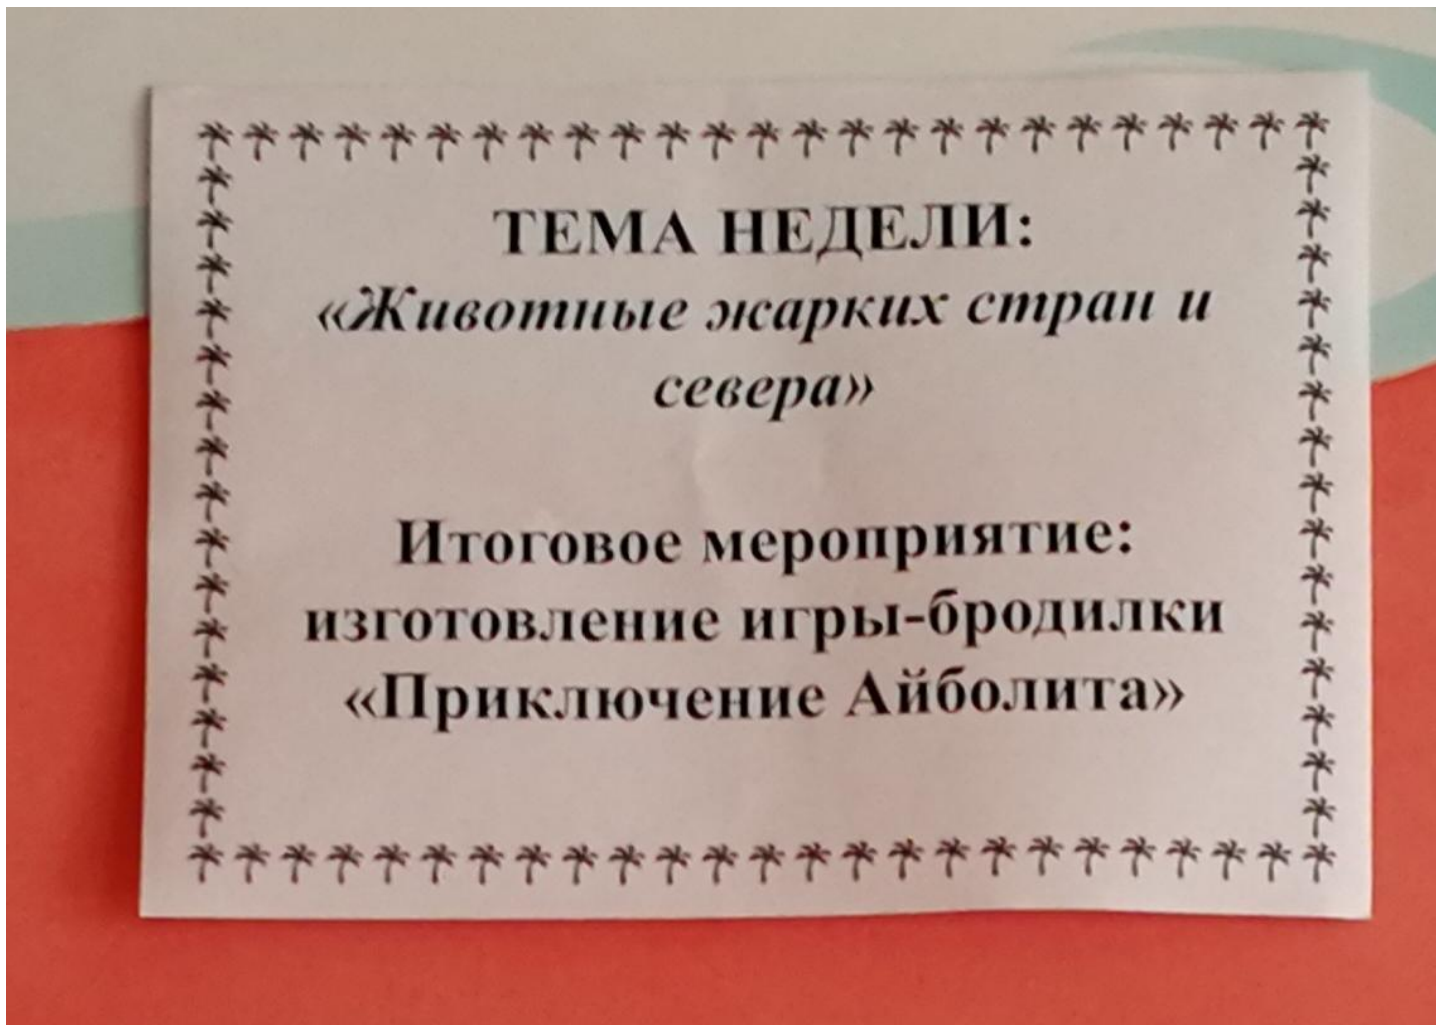 ТЕМА НЕДЕЛИ:
«Животные жарких стран и
севера»
Итоговое мероприятие:
изготовление игры-бродилки
«Приключение Айболита»